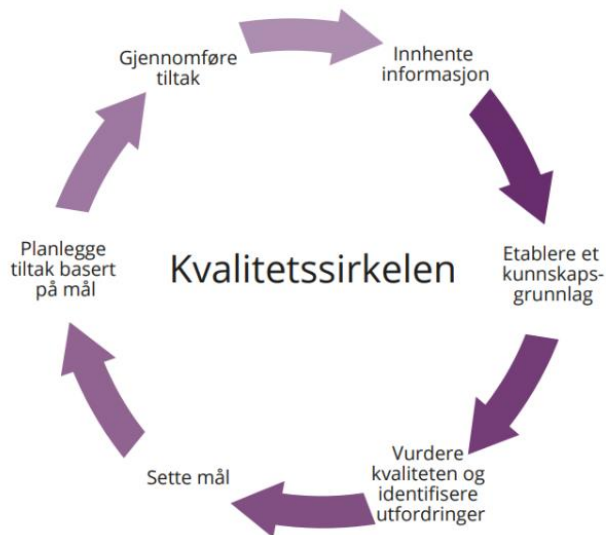 Kvalitetssirkelen
Innhente
informasjon
Etablere et
kunnskaps-
grunnlag
Vurdere
kvaliteten og
identifisere
utfordringer
Sette mål
Planlegge
tiltak basert
på mål
Gjennomføre
tiltak